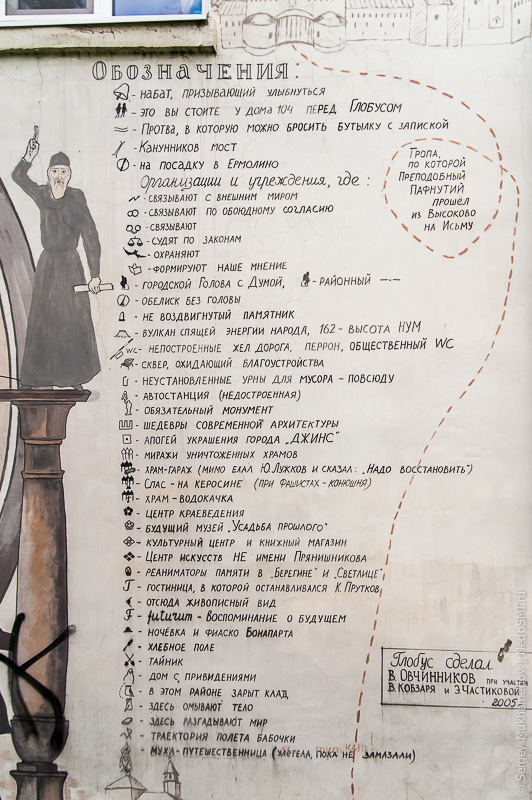 Обозначения:
- набат, призывающий улыбнуться
- это вы стоите у дома 104 перед Глобусом
- Протва, в которую можно бросить бутылку с запиской
- Канунников мост
- на посадку в Ермолино
Организации и учреждения, где:
- связывают с внешним миром
- связывают по обоюдному согласию
- связывают
- судят по законам
- охраняют
- формируют наше мнение
- городской Голова с Думой, - районный —·—
- обелиск без головы
- не воздвигнутый памятник
- вулкан спящей энергии народа, 162 - высота НУМ
WC - непостроенные жел. дорога, перрон, общественный WC
- сквер, ожидающий благоустройства
- неустановленные урны для мусора - повсюду
- автостанция (недостроенная)
- обязательный монумент
- шедевры современной архитектуры
- апогей украшения города „Джинс"
- миражи уничтоженных храмов
- храм-гараж (мимо ехал Ю.Лужков и сказал: „Надо восстановить")
- Спас - на керосине (при фашистах - конюшня)
- храм - водокачка
- центр краеведения
- будущий музей „Усадьба прошлого"
- культурный центр и книжный магазин
- Центр искусств НЕ имени Прянишникова
- реаниматоры памяти в „Берегине" и „Светлице"
Г - гостиница, в которой останавливался К.Прутков
- отсюда живописный вид
F - futurum - Воспоминание о будущем
- ночёвка и фиаско Бонапарта
- хлебное поле
- тайник
- дом с привидениями
- в этом районе зарыт клад,
- здесь омывают тело
- здесь разгадывают мир
- траектория полета бабочки
- муха - путешественница (улетела, пока не замазали)
Тропа,
по которой
Преподобный
Пафнутий
прошёл
из Высоково
на Исьму
Глобус сделал
В.Овчинников при участии
В.Кобзаря и Э.Частиковой
2005